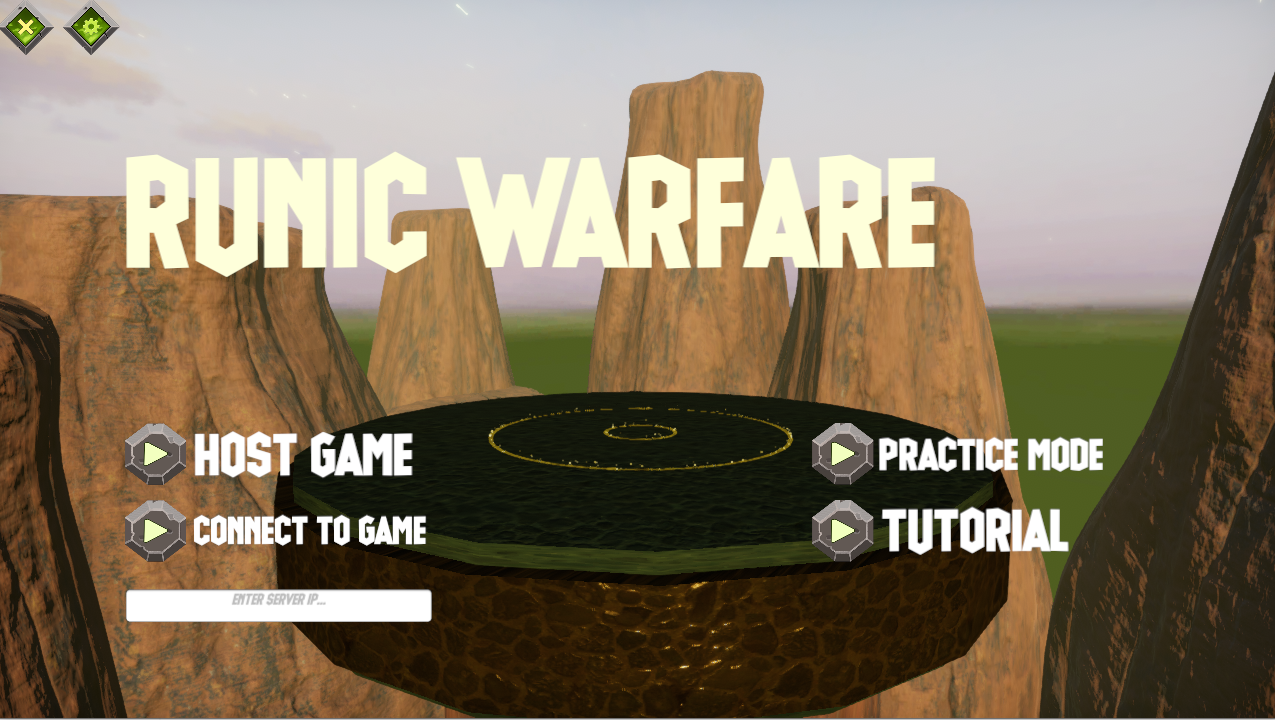 RUNIC WARFARE
HOST GAME
PRACTICE MODE
CONNECT TO GAME
TUTORIAL
ENTER SERVER IP...